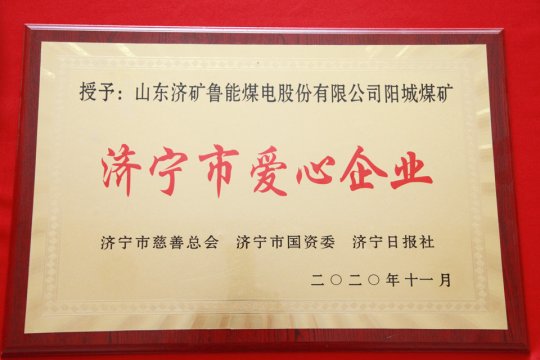 授予：山东济矿鲁能煤电股份有限公司阳城煤矿
济宁市爱心企业
济宁市慈善总会 济宁市国资委 济宁日报社
二〇二〇年十一月